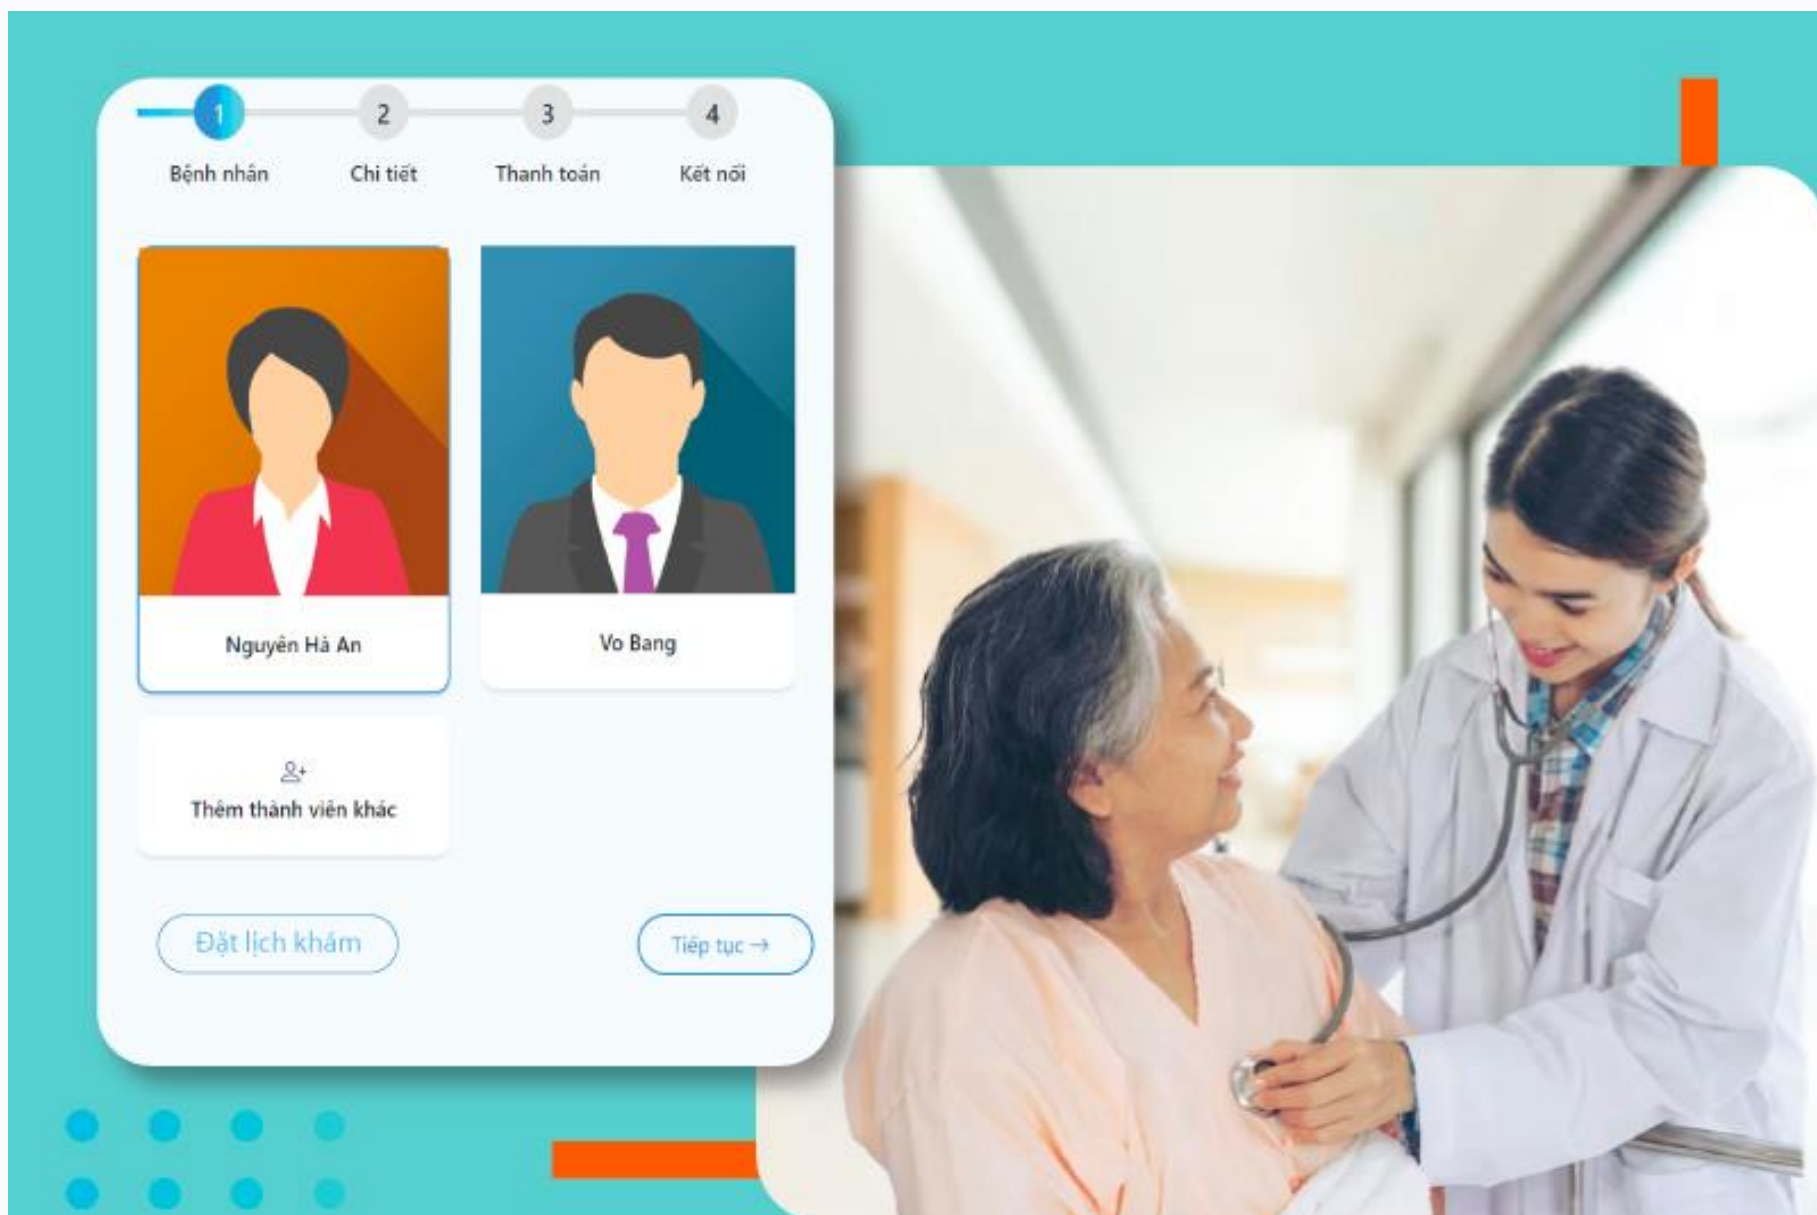 1
2
3
4
Bệnh nhân
Chi tiết
Thanh toán
Kết nối
Nguyên Hà An
Vo Bang
Thêm thành viên khác
Đặt lịch khám
Tiếp tục →